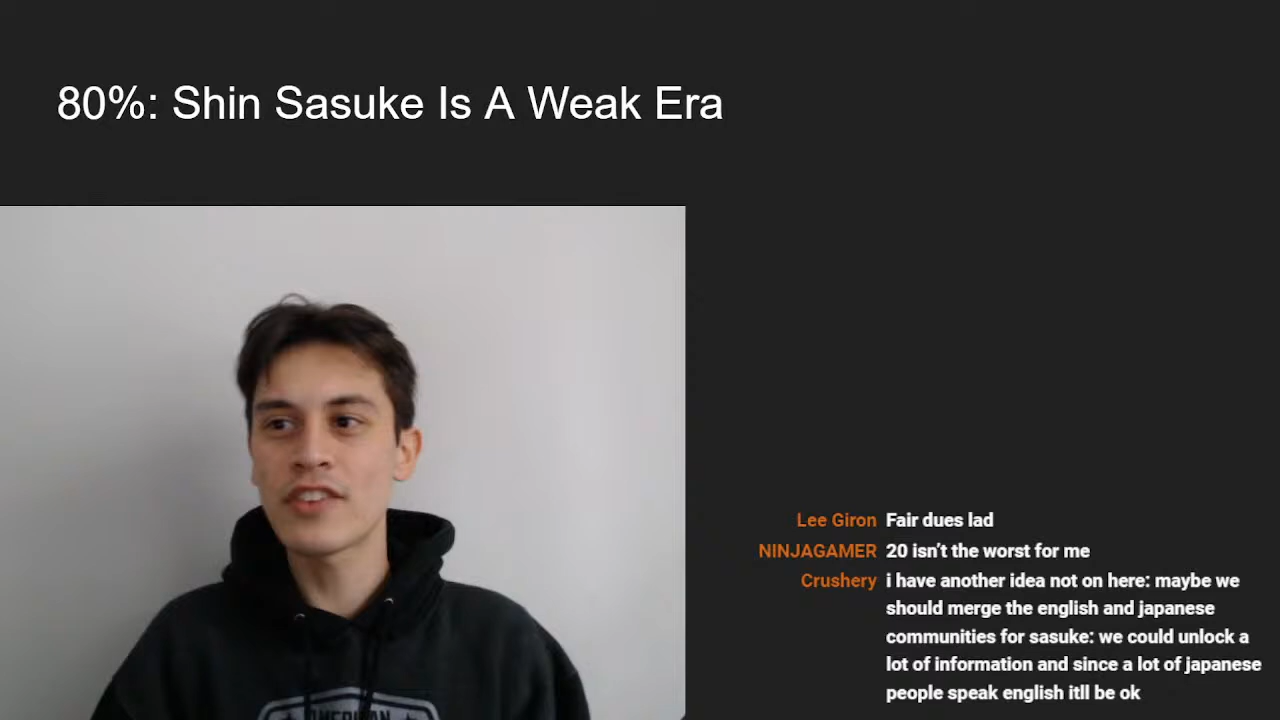 80%: Shin Sasuke Is A Weak Era
Lee Giron Fair dues lad
NINJAGAMER 20 isn't the worst for me
Crushery i have another idea not on here: maybe we
should merge the english and japanese
communities for sasuke: we could unlock a
lot of information and since a lot of japanese
people speak english itll be ok
AMERICAN